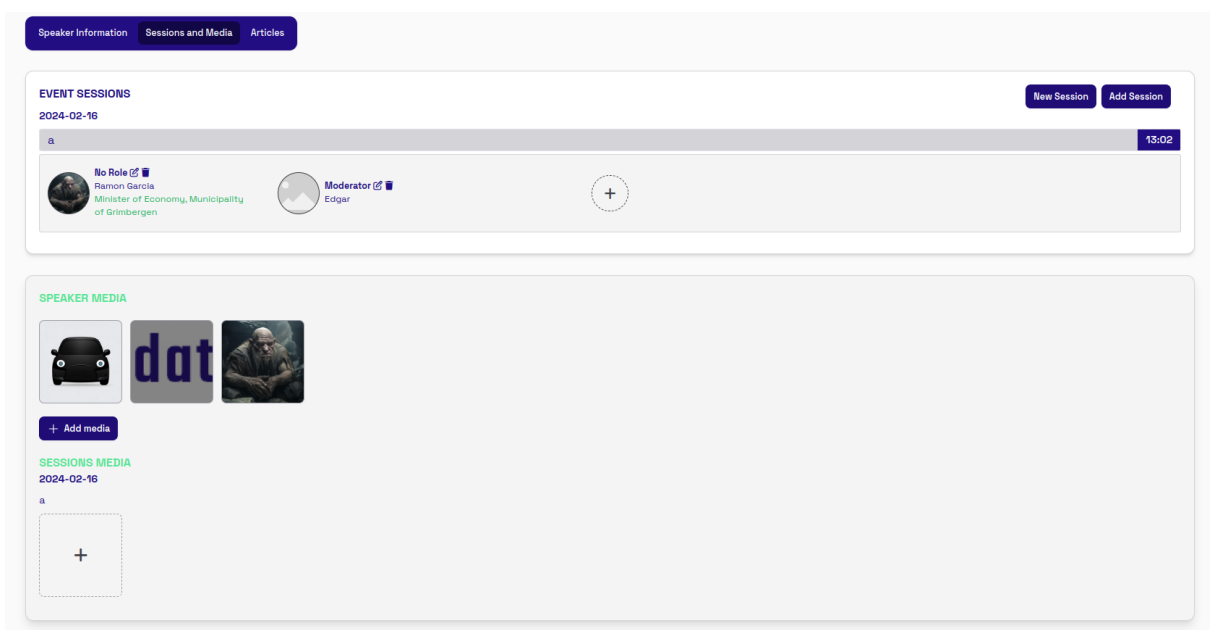 Speaker Information Sessions and Media Articles
EVENT SESSIONS
New Session Add Session
2024-02-16
a 13:02
No Role
Ramon Garcia
Minister of Economy, Municipality
of Grimbergen
Moderator
Edgar
+
SPEAKER MEDIA
dat
+ Add media
SESSIONS MEDIA
2024-02-16
a
+